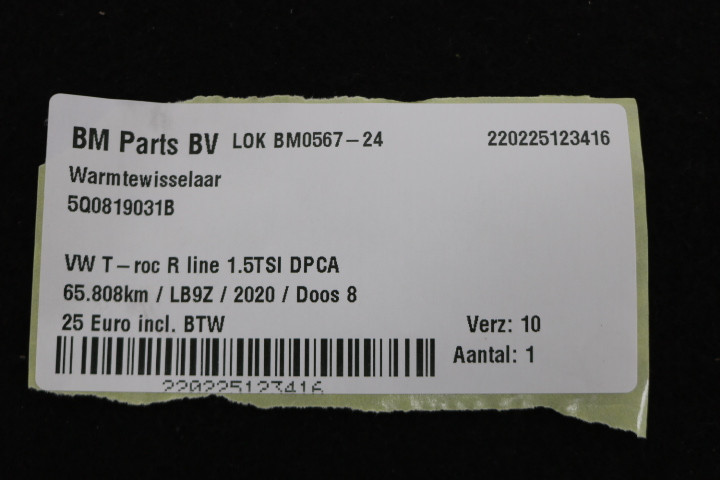 BM Parts BV LOK BM0567-24 220225123416
Warmtewisselaar
5Q0819031B
VW T-roc R line 1.5TSI DPCA
65.808km / LB9Z / 2020 / Doos 8
25 Euro incl. BTW Verz: 10
Aantal: 1
220225123416